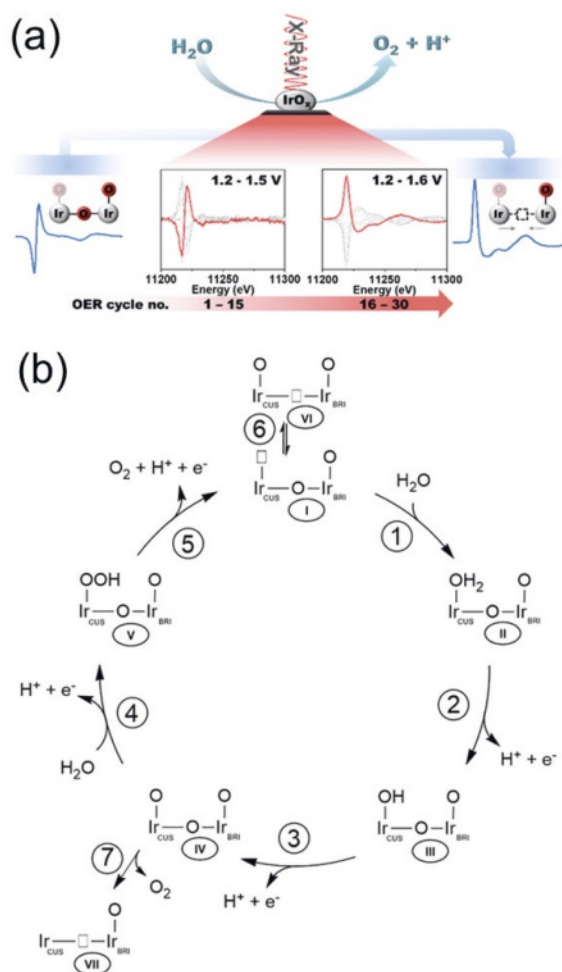 (a)
H₂O
X-Ray
O₂ + H⁺
IrOₓ
O
O
Ir
O
Ir
1.2 - 1.5 V
1.2 - 1.6 V
O
O
Ir
Ir
11200 11250 11300
Energy (eV)
11200 11250 11300
Energy (eV)
OER cycle no.
1 – 15
16 – 30
(b)
O O
Ir CUS — □ — Ir BRI
VI
6
□ O
Ir CUS — O — Ir BRI
I
O₂ + H⁺ + e⁻
H₂O
5
1
OOH O
Ir CUS — O — Ir BRI
V
OH₂ O
Ir CUS — O — Ir BRI
II
H⁺ + e⁻
4
H₂O
2
H⁺ + e⁻
O O
Ir CUS — O — Ir BRI
IV
3
H⁺ + e⁻
OH O
Ir CUS — O — Ir BRI
III
7
O₂
O
Ir CUS — □ — Ir BRI
VII